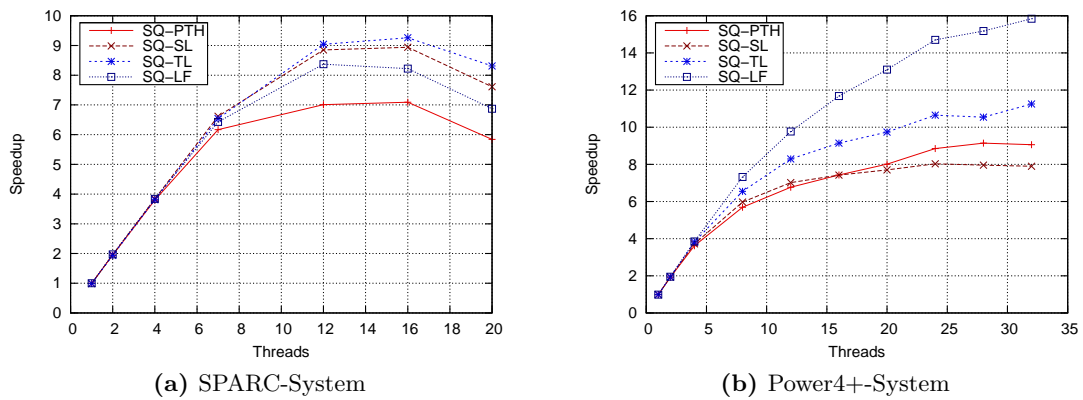 10
9
8
7
6
5
4
3
2
1
0
Speedup
SQ-PTH
SQ-SL
SQ-TL
SQ-LF
0 2 4 6 8 10 12 14 16 18 20
Threads
(a) SPARC-System
16
14
12
10
8
6
4
2
0
Speedup
SQ-PTH
SQ-SL
SQ-TL
SQ-LF
0 5 10 15 20 25 30 35
Threads
(b) Power4+-System